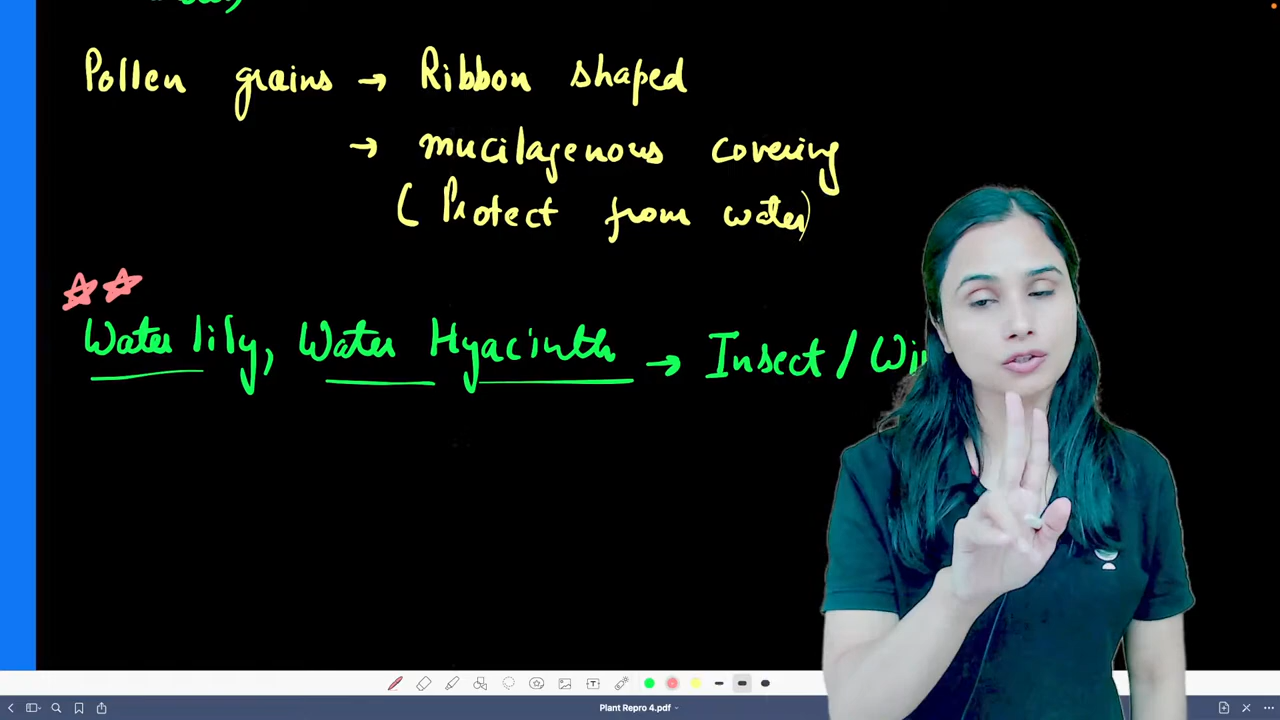 Pollen grains → Ribbon shaped
→ mucilagenous covering
(Protect from water)
Water lily, Water Hyacinth → Insect / Wi
Plant Repro 4.pdf